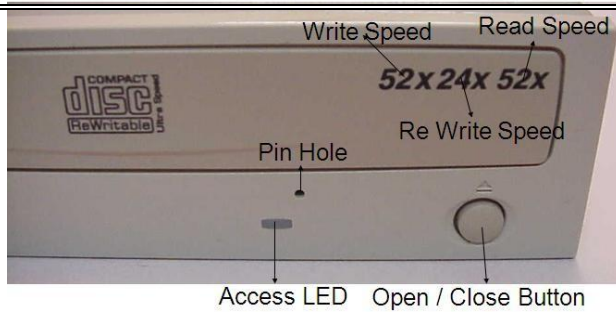 Write Speed
Read Speed
52x 24x 52x
COMPACT
disc
ReWritable
Ultra Speed
Re Write Speed
Pin Hole
Access LED
Open / Close Button